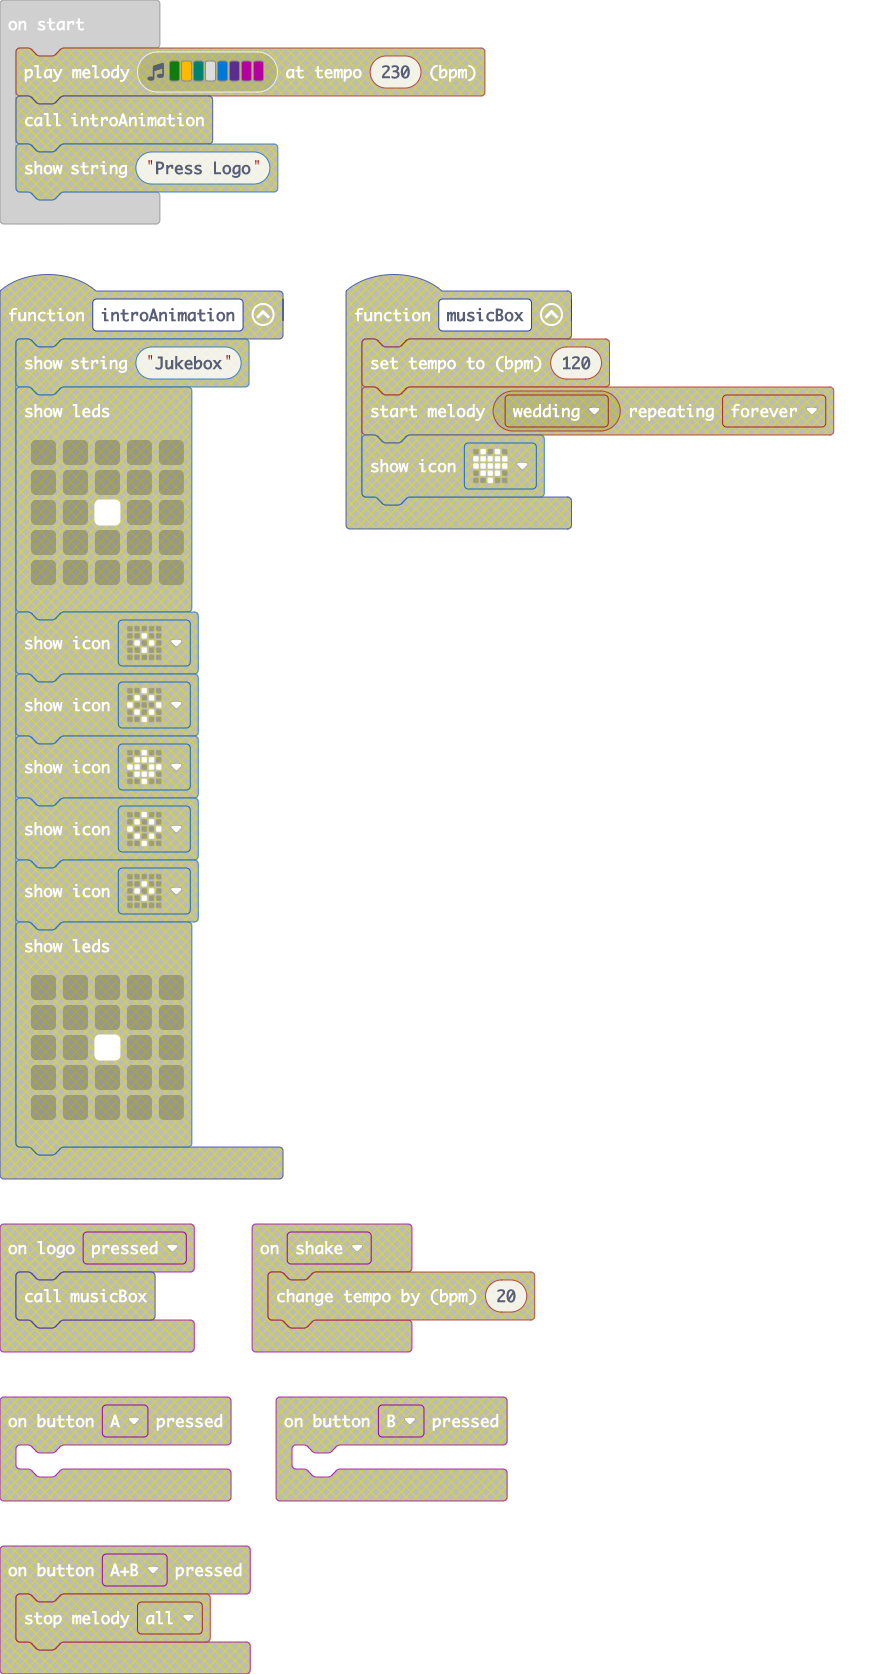 on start
play melody at tempo 230 (bpm)
call introAnimation
show string "Press Logo"
function introAnimation
show string "Jukebox"
show leds
show icon
show icon
show icon
show icon
show icon
show leds
function musicBox
set tempo to (bpm) 120
start melody wedding repeating forever
show icon
on logo pressed
call musicBox
on shake
change tempo by (bpm) 20
on button A pressed
on button B pressed
on button A+B pressed
stop melody all